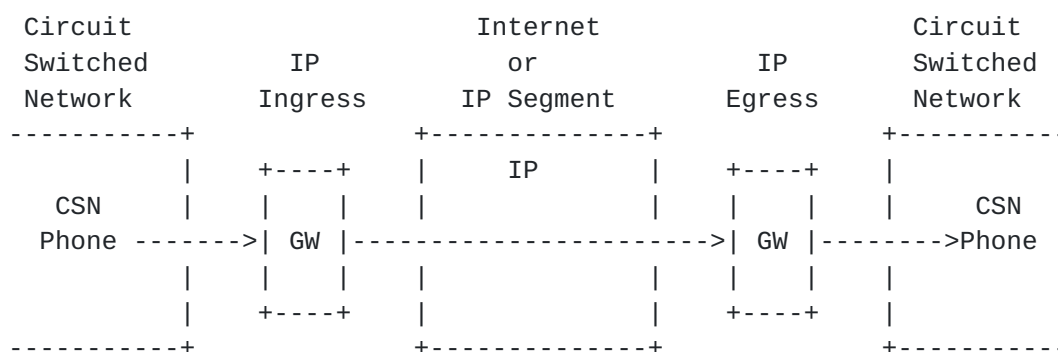 Circuit Internet Circuit
Switched IP or IP Switched
Network Ingress IP Segment Egress Network
-----------+ +--------------+ +-----------
| +----+ | IP | +----+ |
CSN | | | | | | | | CSN
Phone ------->| GW |----------------------->| GW |-------->Phone
| | | | | | | |
| +----+ | | +----+ |
-----------+ +--------------+ +-----------